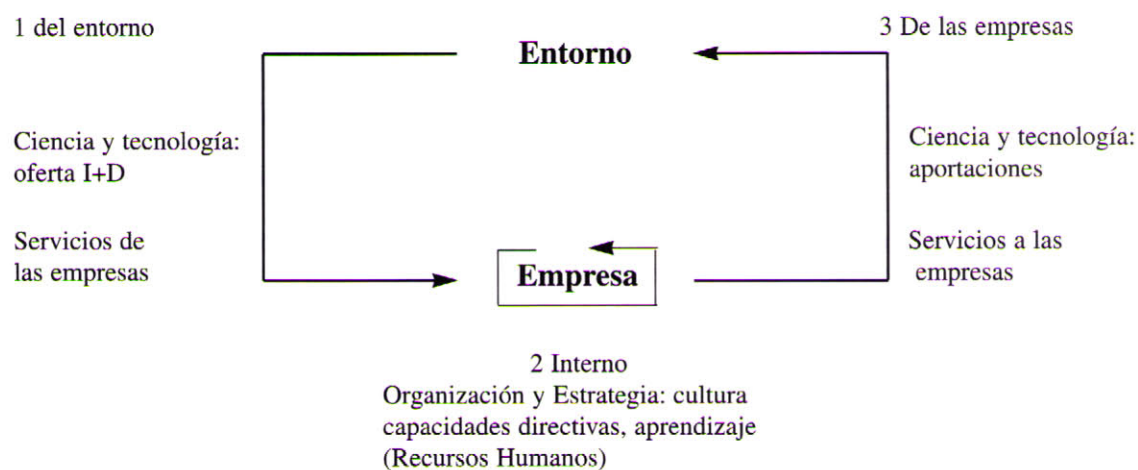 1 del entorno
Entorno
3 De las empresas
Ciencia y tecnología:
oferta I+D
Ciencia y tecnología:
aportaciones
Servicios de
las empresas
Empresa
Servicios a las
empresas
2 Interno
Organización y Estrategia: cultura
capacidades directivas, aprendizaje
(Recursos Humanos)